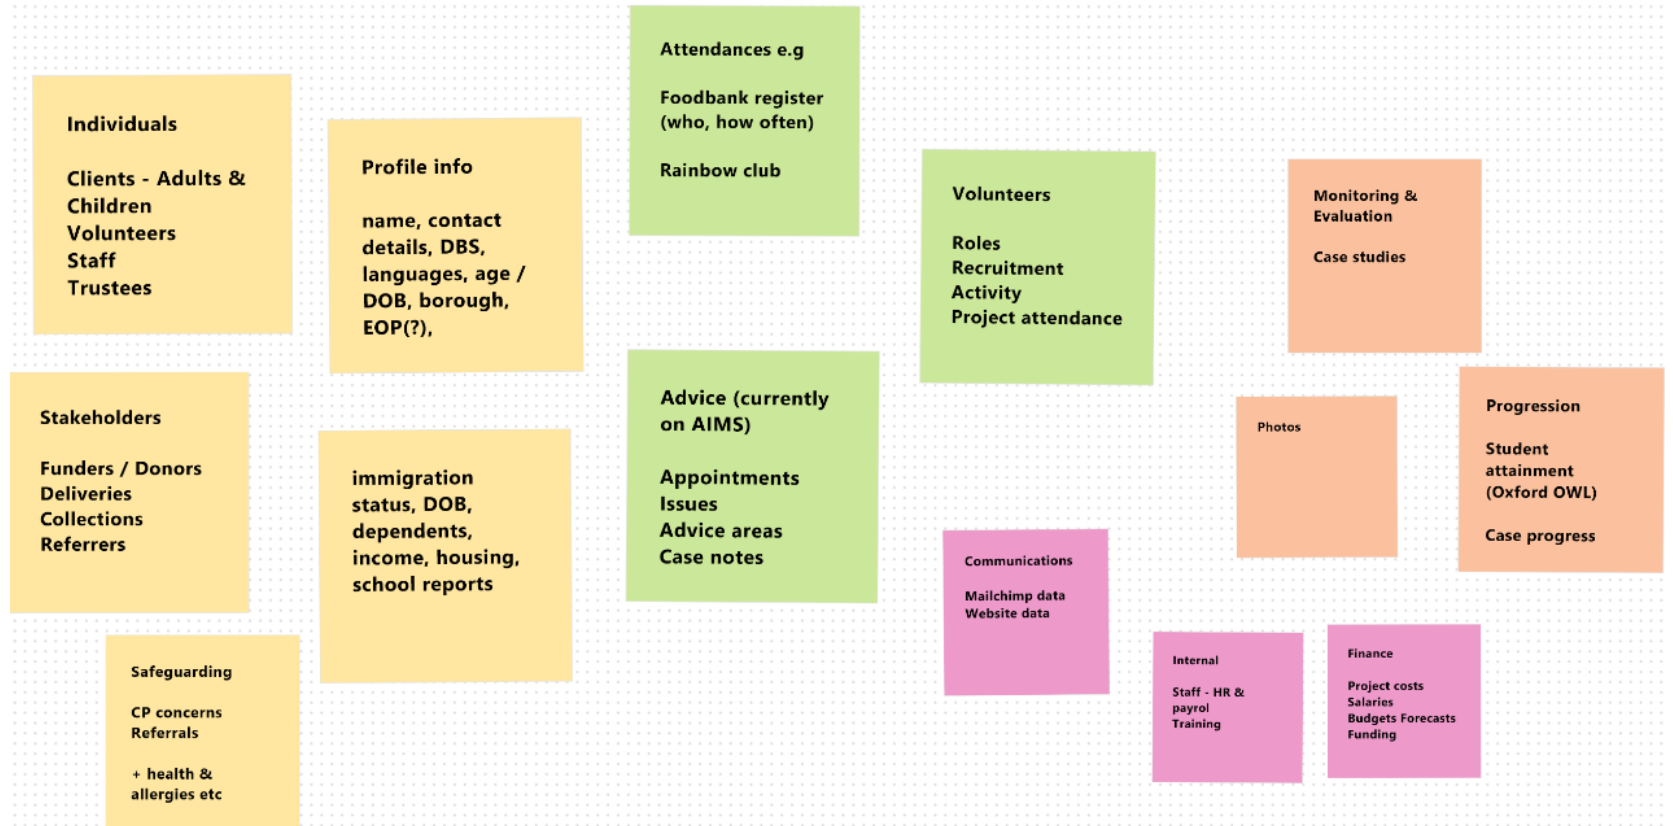 Individuals
Clients - Adults &
Children
Volunteers
Staff
Trustees
Profile info
name, contact
details, DBS,
languages, age /
DOB, borough,
EOP(?),
Attendances e.g
Foodbank register
(who, how often)
Rainbow club
Volunteers
Roles
Recruitment
Activity
Project attendance
Monitoring &
Evaluation
Case studies
Stakeholders
Funders / Donors
Deliveries
Collections
Referrers
immigration
status, DOB,
dependents,
income, housing,
school reports
Advice (currently
on AIMS)
Appointments
Issues
Advice areas
Case notes
Photos
Progression
Student
attainment
(Oxford OWL)
Case progress
Safeguarding
CP concerns
Referrals
+ health &
allergies etc
Communications
Mailchimp data
Website data
Internal
Staff - HR &
payrol
Training
Finance
Project costs
Salaries
Budgets Forecasts
Funding